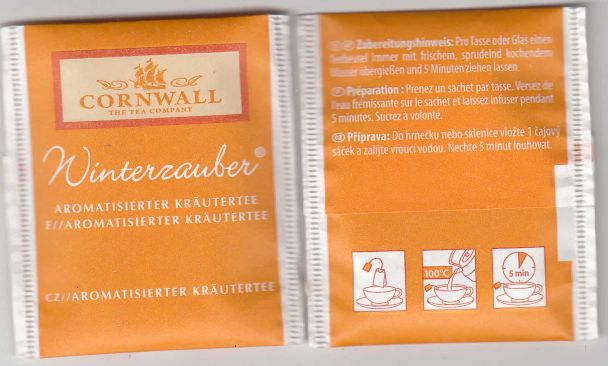 CORNWALL
THE TEA COMPANY
Winterzauber®
AROMATISIERTER KRÄUTERTEE
E//AROMATISIERTER KRÄUTERTEE
CZ//AROMATISIERTER KRÄUTERTEE
Zubereitungshinweis: Pro Tasse oder Glas einen
Teebeutel immer mit frischem, sprudelnd kochendem
Wasser übergießen und 5 Minuten ziehen lassen
Préparation : Prenez un sachet par tasse. Versez de
l'eau frémissante sur le sachet et laissez infuser pendant
5 minutes. Sucrez à volonté.
Příprava: Do hrnečku nebo sklenice vložte 1 čajový
sáček a zalijte vroucí vodou. Nechte 5 minut louhovat.
100°C
5 min